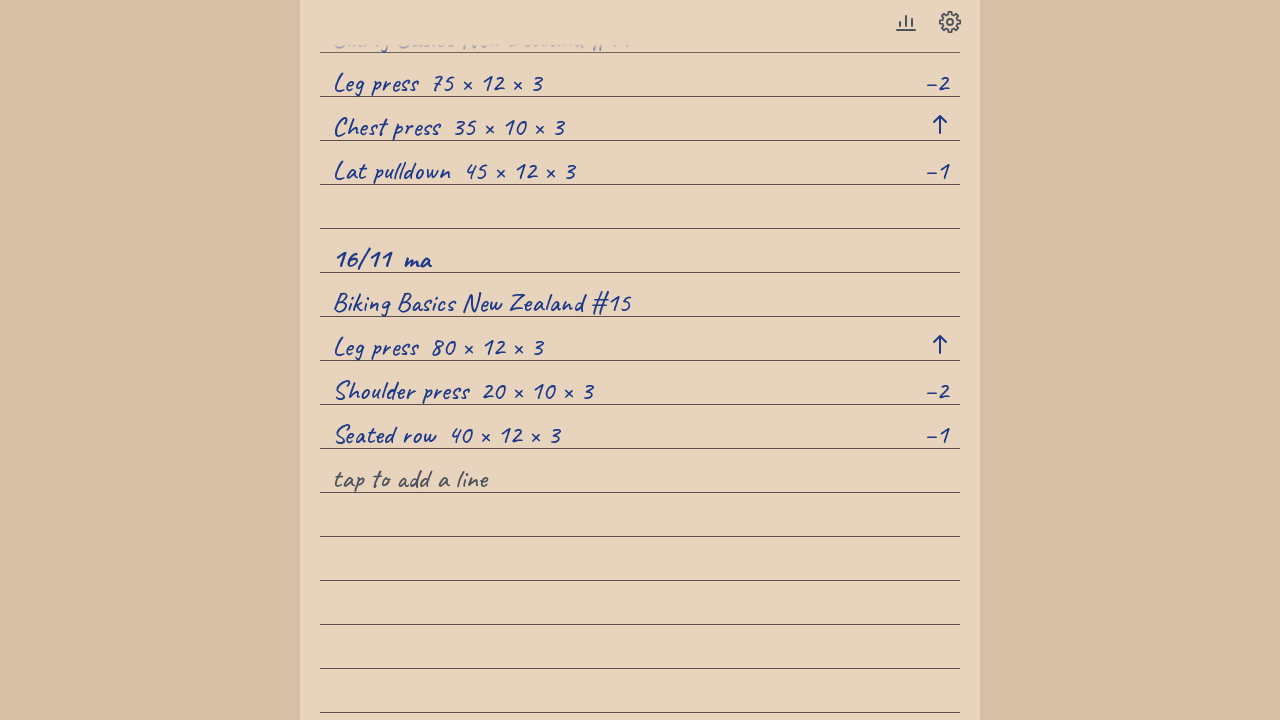 Leg press 75 × 12 × 3 −2
Chest press 35 × 10 × 3 ↑
Lat pulldown 45 × 12 × 3 −1
16/11 ma
Biking Basics New Zealand #15
Leg press 80 × 12 × 3 ↑
Shoulder press 20 × 10 × 3 −2
Seated row 40 × 12 × 3 −1
tap to add a line